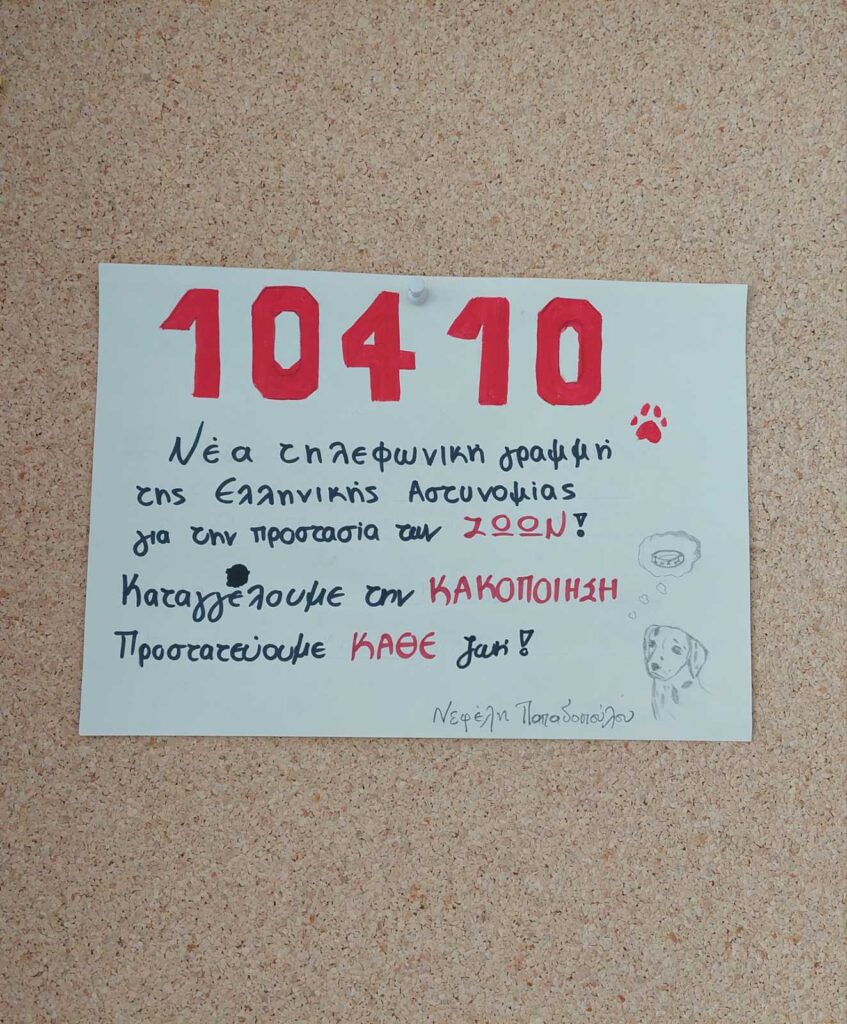 10410
Νέα τηλεφωνική γραμμή
της Ελληνικής Αστυνομίας
για την προστασία των ΖΩΩΝ!
Καταγγέλουμε την ΚΑΚΟΠΟΙΗΣΗ
Προστατεύουμε ΚΑΘΕ ζωή!
Νεφέλη Παπαδοπούλου